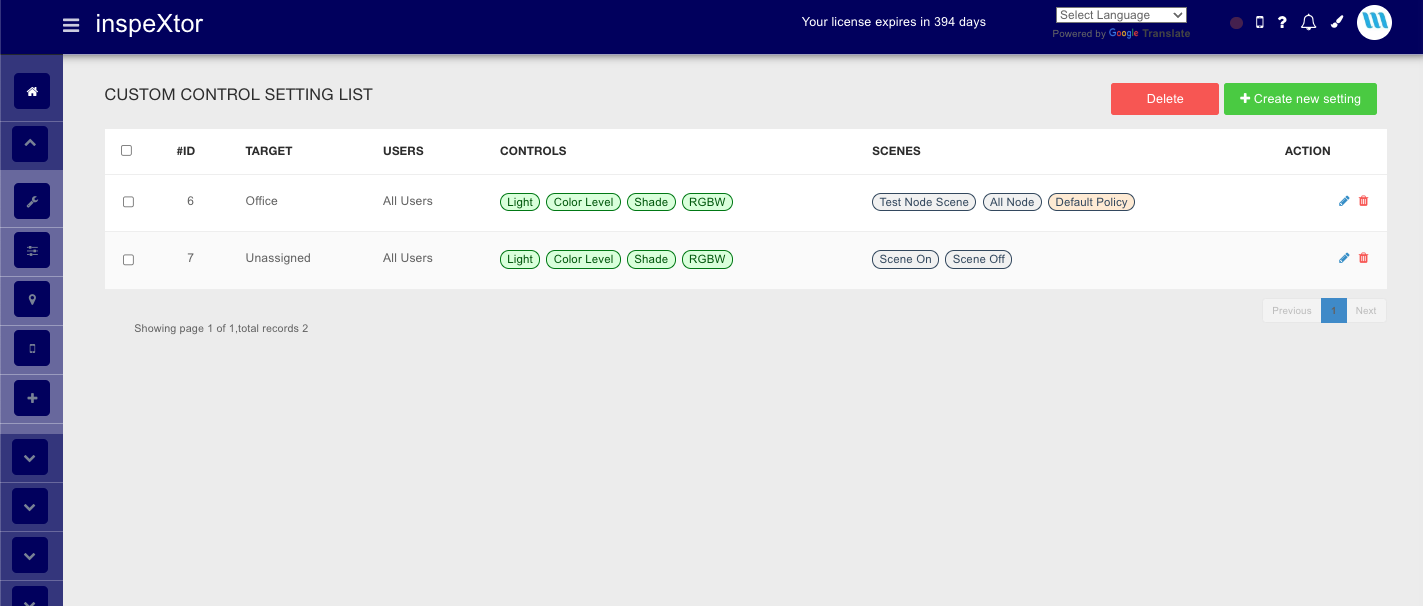 inspeXtor
Your license expires in 394 days
Select Language
Powered by Google Translate
?
CUSTOM CONTROL SETTING LIST
Delete
Create new setting
#ID TARGET USERS CONTROLS SCENES ACTION
6 Office All Users Light Color Level Shade RGBW Test Node Scene All Node Default Policy
7 Unassigned All Users Light Color Level Shade RGBW Scene On Scene Off
Previous 1 Next
Showing page 1 of 1,total records 2